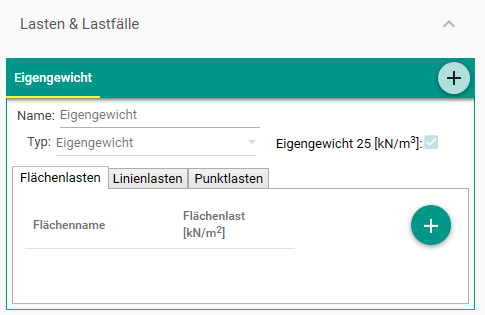 Lasten & Lastfälle
Eigengewicht
Name: Eigengewicht
Typ: Eigengewicht Eigengewicht 25 [kN/m³]:
Flächenlasten Linienlasten Punktlasten
Flächenname Flächenlast
[kN/m²]